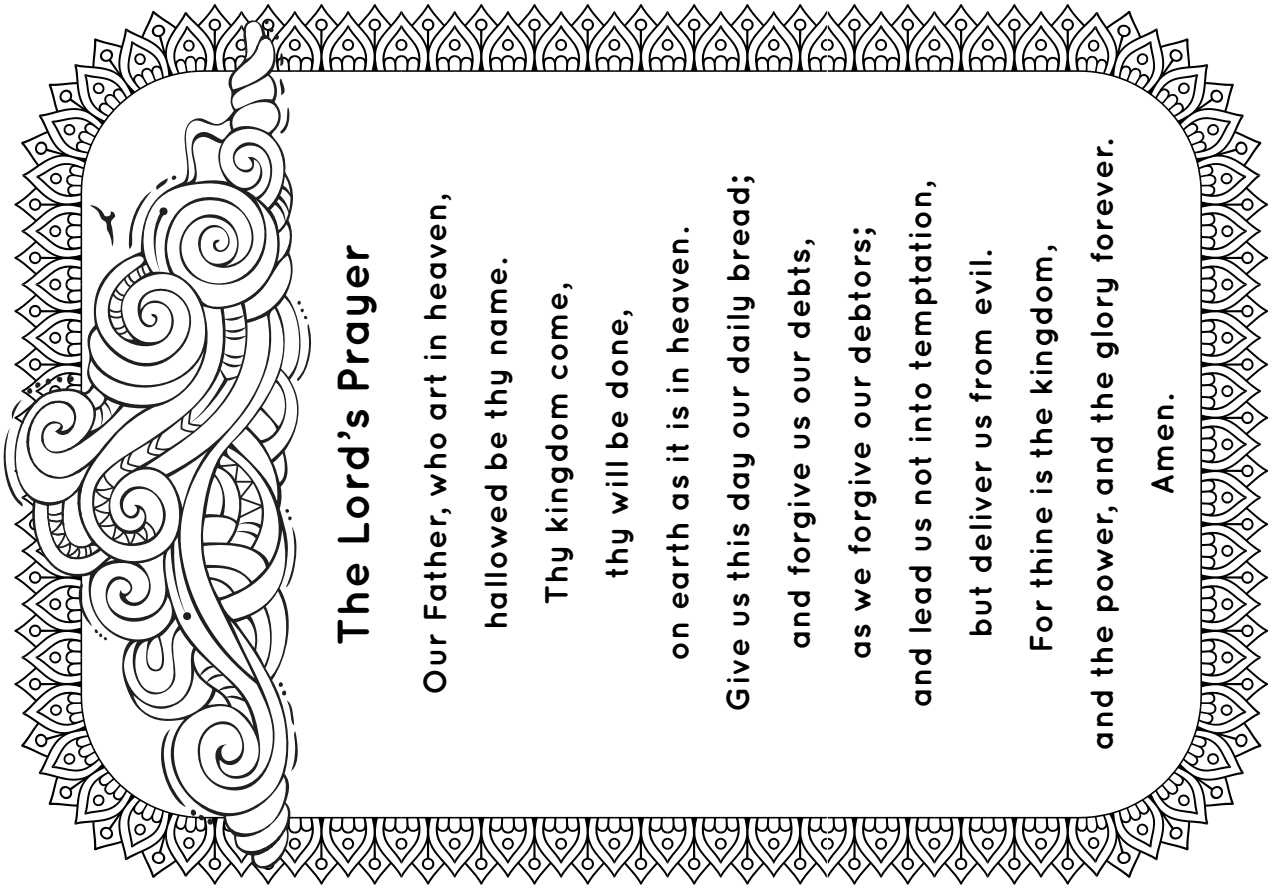 The Lord's Prayer
Our Father, who art in heaven,
hallowed be thy name.
Thy kingdom come,
thy will be done,
on earth as it is in heaven.
Give us this day our daily bread;
and forgive us our debts,
as we forgive our debtors;
and lead us not into temptation,
but deliver us from evil.
For thine is the kingdom,
and the power, and the glory forever.
Amen.